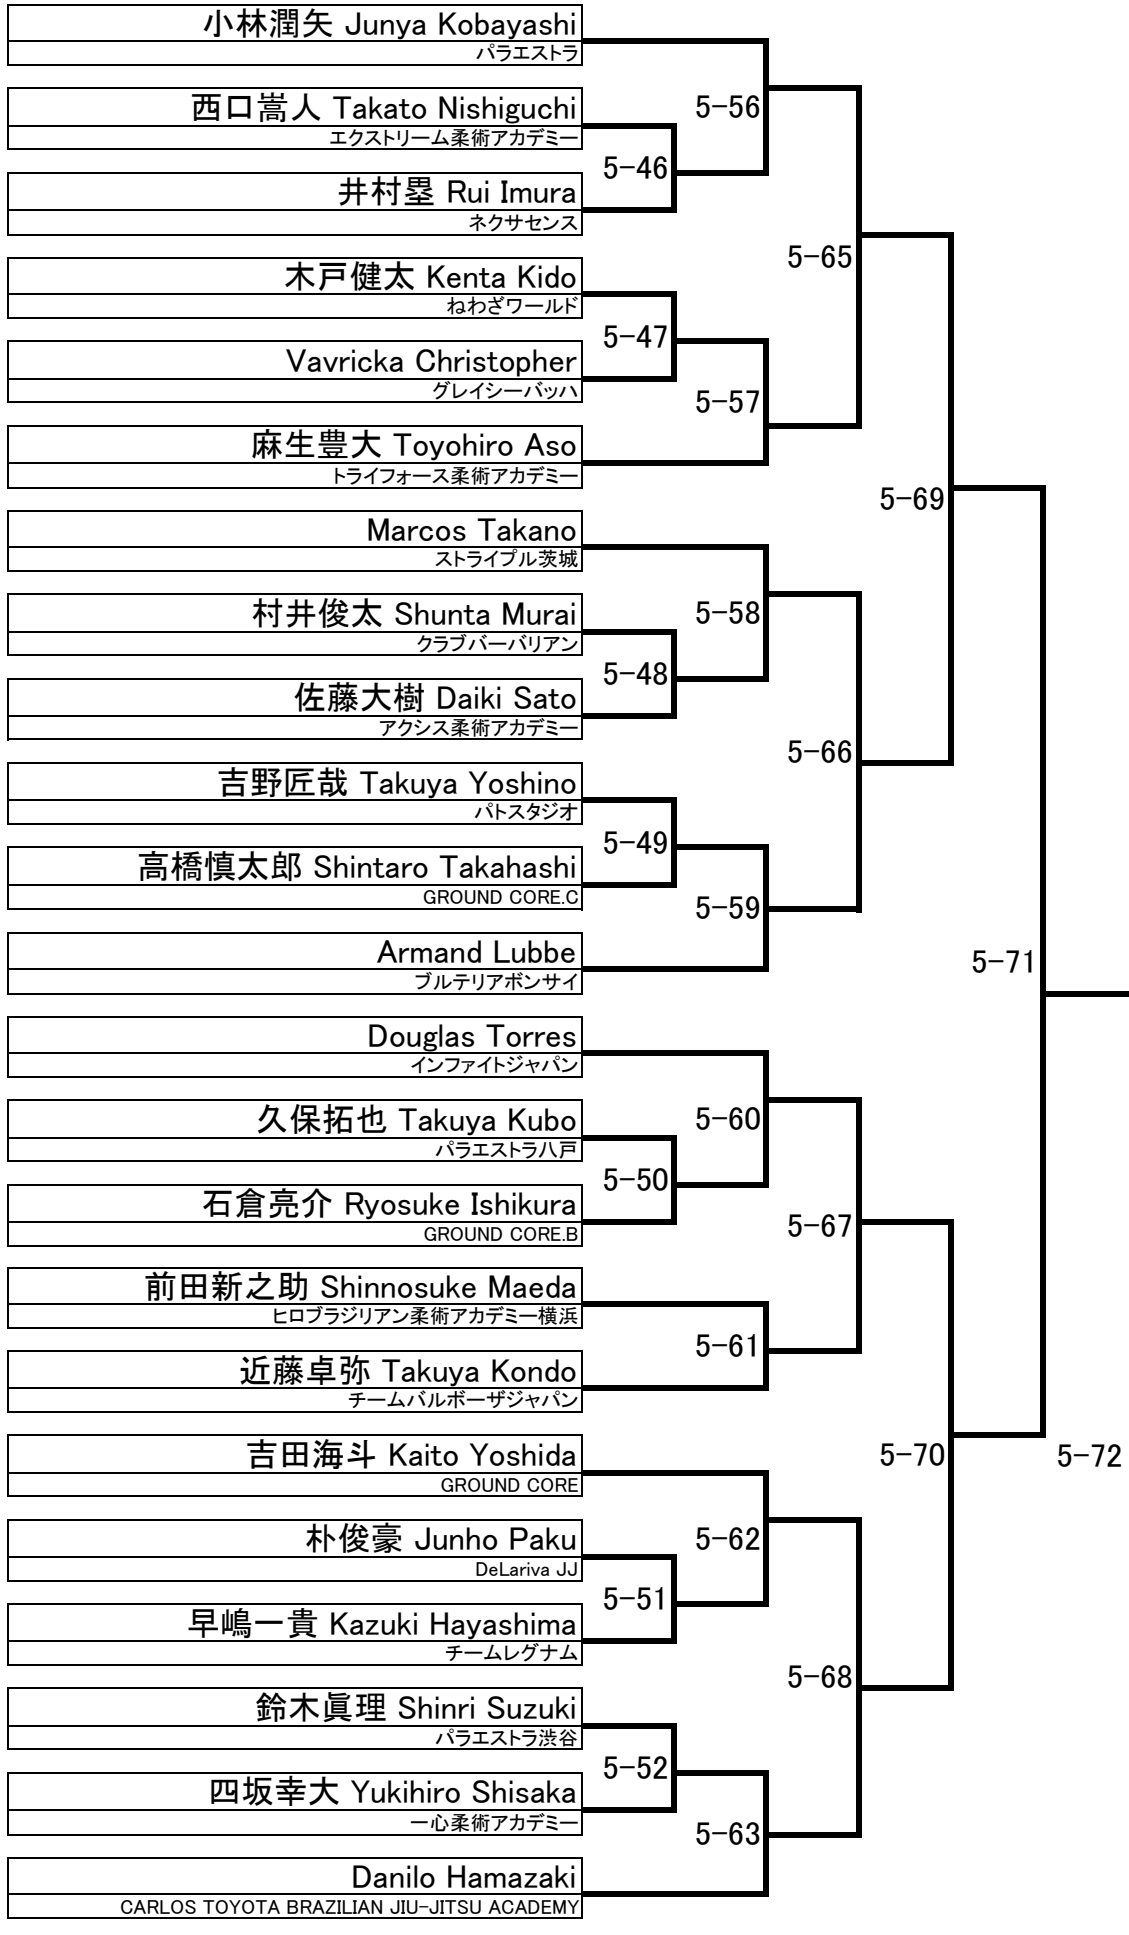 小林潤矢 Junya Kobayashi
パラエストラ
5-56
西口嵩人 Takato Nishiguchi
エクストリーム柔術アカデミー
5-46
井村塁 Rui Imura
ネクサセンス
5-65
木戸健太 Kenta Kido
ねわざワールド
5-47
Vavricka Christopher
グレイシーバッハ
5-57
麻生豊大 Toyohiro Aso
トライフォース柔術アカデミー
5-69
Marcos Takano
ストライプル茨城
5-58
村井俊太 Shunta Murai
クラブバーバリアン
5-48
佐藤大樹 Daiki Sato
アクシス柔術アカデミー
5-66
吉野匠哉 Takuya Yoshino
パトスタジオ
5-49
高橋慎太郎 Shintaro Takahashi
GROUND CORE.C
5-59
Armand Lubbe
ブルテリアボンサイ
5-71
Douglas Torres
インファイトジャパン
5-60
久保拓也 Takuya Kubo
パラエストラ八戸
5-50
石倉亮介 Ryosuke Ishikura
GROUND CORE.B
5-67
前田新之助 Shinnosuke Maeda
ヒロブラジリアン柔術アカデミー横浜
5-61
近藤卓弥 Takuya Kondo
チームバルボーザジャパン
吉田海斗 Kaito Yoshida
GROUND CORE
5-70
5-72
朴俊豪 Junho Paku
DeLariva JJ
5-62
5-51
早嶋一貴 Kazuki Hayashima
チームレグナム
5-68
鈴木眞理 Shinri Suzuki
パラエストラ渋谷
5-52
四坂幸大 Yukihiro Shisaka
一心柔術アカデミー
5-63
Danilo Hamazaki
CARLOS TOYOTA BRAZILIAN JIU-JITSU ACADEMY